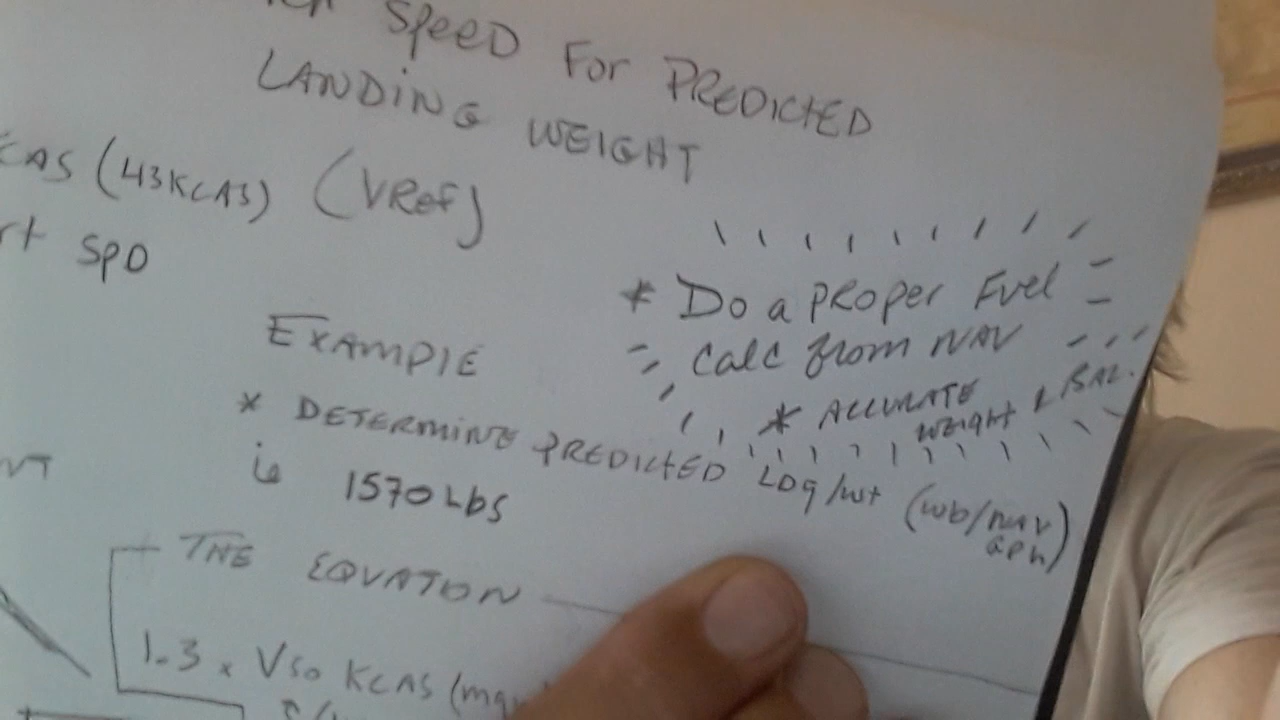 SPEED FOR PREDICTED
LANDING WEIGHT
KCAS (43KCAS) (VRef)
SPD
* Do a PROPER Fuel
Calc from NAV
* ACCURATE
WEIGHT & BAL.
EXAMPLE
* DETERMINE PREDICTED LDG/wt (wb/NAV
is 1570 Lbs
THE EQUATION
1.3 x Vso KCAS